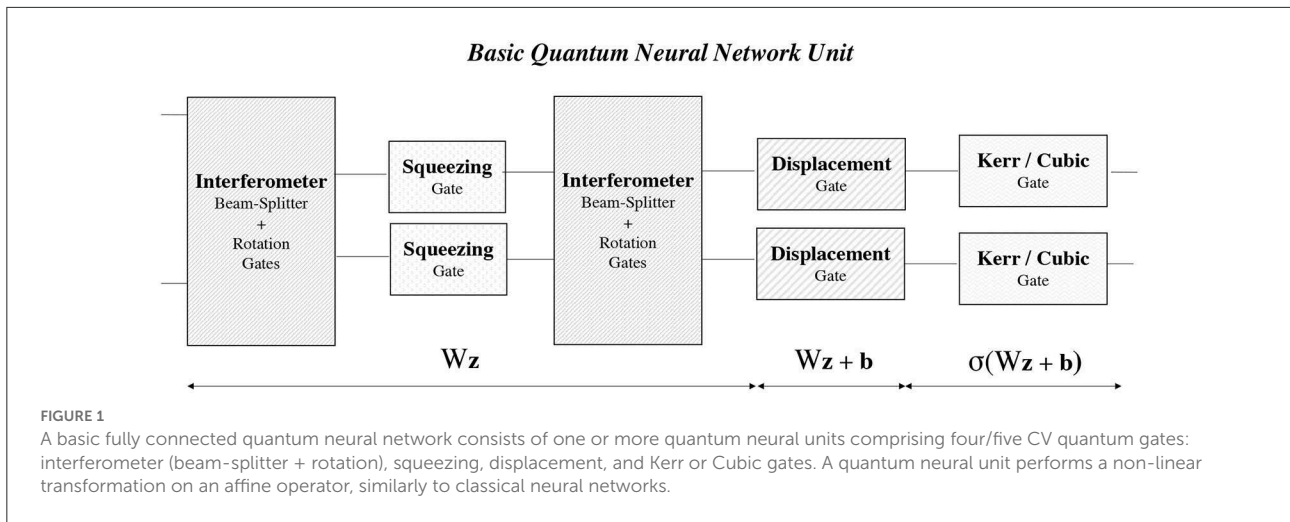 Basic Quantum Neural Network Unit
Interferometer
Beam-Splitter
+
Rotation
Gates
Squeezing
Gate
Squeezing
Gate
Interferometer
Beam-Splitter
+
Rotation
Gates
Displacement
Gate
Displacement
Gate
Kerr / Cubic
Gate
Kerr / Cubic
Gate
Wz
Wz + b
σ(Wz + b)
FIGURE 1
A basic fully connected quantum neural network consists of one or more quantum neural units comprising four/five CV quantum gates:
interferometer (beam-splitter + rotation), squeezing, displacement, and Kerr or Cubic gates. A quantum neural unit performs a non-linear
transformation on an affine operator, similarly to classical neural networks.